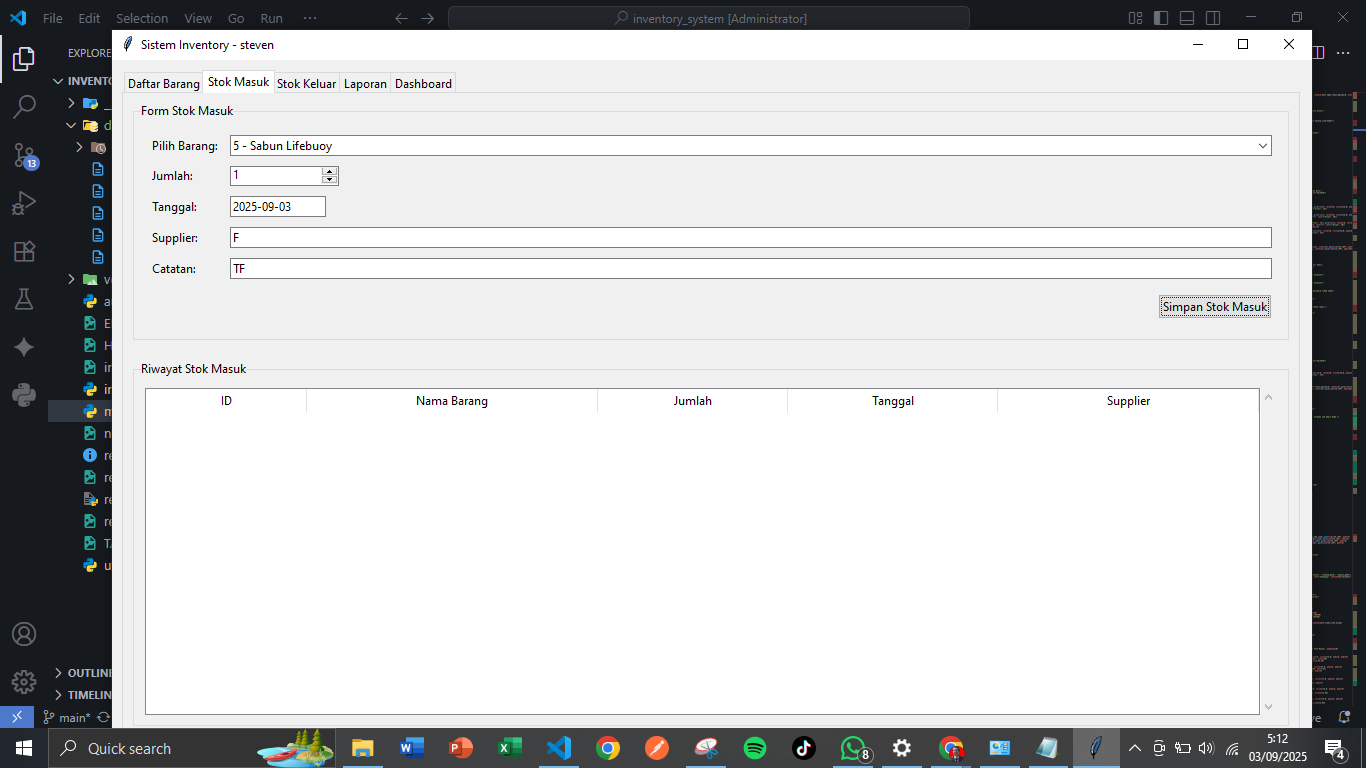 File Edit Selection View Go Run ··· inventory_system [Administrator]
EXPLORE
Sistem Inventory - steven
INVENTO
Daftar Barang Stok Masuk Stok Keluar Laporan Dashboard
Form Stok Masuk
Pilih Barang: 5 - Sabun Lifebuoy
Jumlah: 1
Tanggal: 2025-09-03
Supplier: F
Catatan: TF
Simpan Stok Masuk
Riwayat Stok Masuk
ID Nama Barang Jumlah Tanggal Supplier
13
OUTLINE
TIMELIN
main*
Quick search
8
5:12
03/09/2025
4